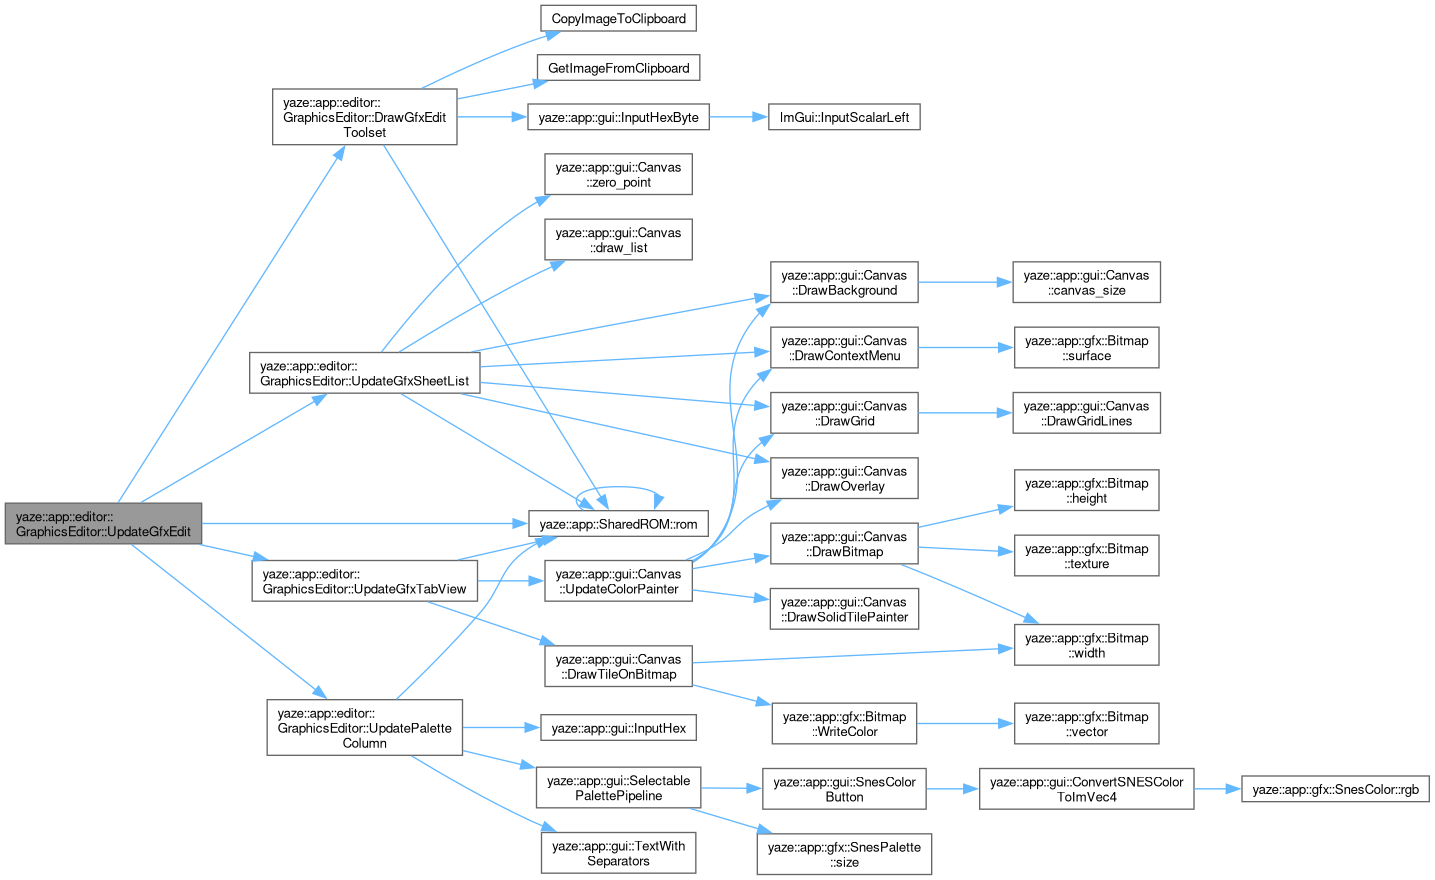 CopyImageToClipboard
GetImageFromClipboard
yaze::app::editor::
GraphicsEditor::DrawGfxEdit
Toolset
yaze::app::gui::InputHexByte
ImGui::InputScalarLeft
yaze::app::gui::Canvas
::zero_point
yaze::app::gui::Canvas
::draw_list
yaze::app::gui::Canvas
::DrawBackground
yaze::app::gui::Canvas
::canvas_size
yaze::app::editor::
GraphicsEditor::UpdateGfxSheetList
yaze::app::gui::Canvas
::DrawContextMenu
yaze::app::gfx::Bitmap
::surface
yaze::app::gui::Canvas
::DrawGrid
yaze::app::gui::Canvas
::DrawGridLines
yaze::app::gui::Canvas
::DrawOverlay
yaze::app::gfx::Bitmap
::height
yaze::app::editor::
GraphicsEditor::UpdateGfxEdit
yaze::app::SharedROM::rom
yaze::app::gui::Canvas
::DrawBitmap
yaze::app::gfx::Bitmap
::texture
yaze::app::editor::
GraphicsEditor::UpdateGfxTabView
yaze::app::gui::Canvas
::UpdateColorPainter
yaze::app::gui::Canvas
::DrawSolidTilePainter
yaze::app::gfx::Bitmap
::width
yaze::app::gui::Canvas
::DrawTileOnBitmap
yaze::app::editor::
GraphicsEditor::UpdatePalette
Column
yaze::app::gui::InputHex
yaze::app::gfx::Bitmap
::WriteColor
yaze::app::gfx::Bitmap
::vector
yaze::app::gui::Selectable
PalettePipeline
yaze::app::gui::SnesColor
Button
yaze::app::gui::ConvertSNESColor
ToImVec4
yaze::app::gfx::SnesColor::rgb
yaze::app::gui::TextWith
Separators
yaze::app::gfx::SnesPalette
::size